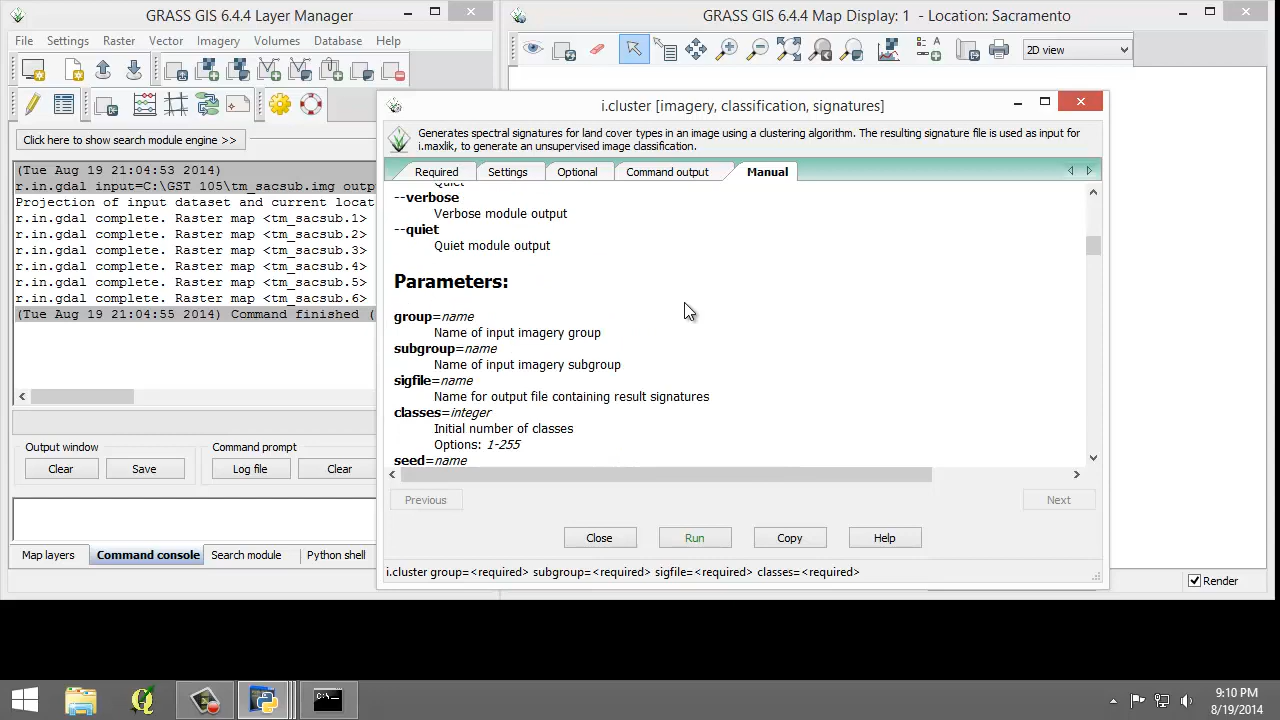 GRASS GIS 6.4.4 Layer Manager
GRASS GIS 6.4.4 Map Display: 1 - Location: Sacramento
File Settings Raster Vector Imagery Volumes Database Help
2D view
i.cluster [imagery, classification, signatures]
Click here to show search module engine >>
Generates spectral signatures for land cover types in an image using a clustering algorithm. The resulting signature file is used as input for
i.maxlik, to generate an unsupervised image classification.
Required Settings Optional Command output Manual
(Tue Aug 19 21:04:53 2014)
r.in.gdal input=C:\GST 105\tm_sacsub.img outp
Projection of input dataset and current locat
r.in.gdal complete. Raster map <tm_sacsub.1>
r.in.gdal complete. Raster map <tm_sacsub.2>
r.in.gdal complete. Raster map <tm_sacsub.3>
r.in.gdal complete. Raster map <tm_sacsub.4>
r.in.gdal complete. Raster map <tm_sacsub.5>
r.in.gdal complete. Raster map <tm_sacsub.6>
(Tue Aug 19 21:04:55 2014) Command finished (
Quiet
--verbose
Verbose module output
--quiet
Quiet module output
Parameters:
group=name
Name of input imagery group
subgroup=name
Name of input imagery subgroup
sigfile=name
Name for output file containing result signatures
classes=integer
Initial number of classes
Options: 1-255
seed=name
Output window
Command prompt
Clear Save Log file Clear
Previous Next
Close Run Copy Help
Map layers Command console Search module Python shell
i.cluster group=<required> subgroup=<required> sigfile=<required> classes=<required>
Render
9:10 PM
8/19/2014